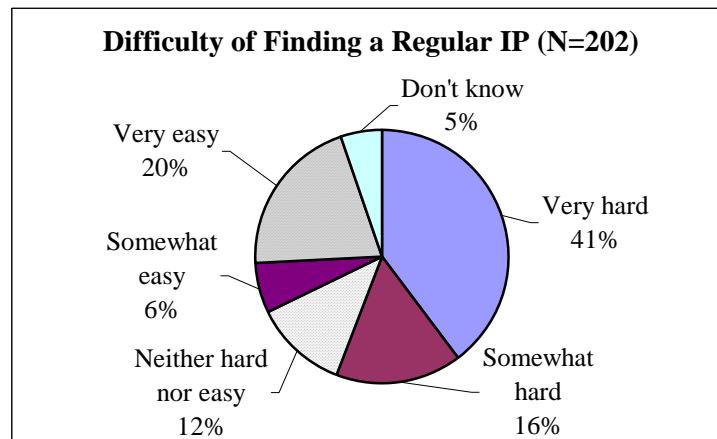 Difficulty of Finding a Regular IP (N=202)
Don't know
5%
Very hard
41%
Somewhat
hard
16%
Neither hard
nor easy
12%
Somewhat
easy
6%
Very easy
20%